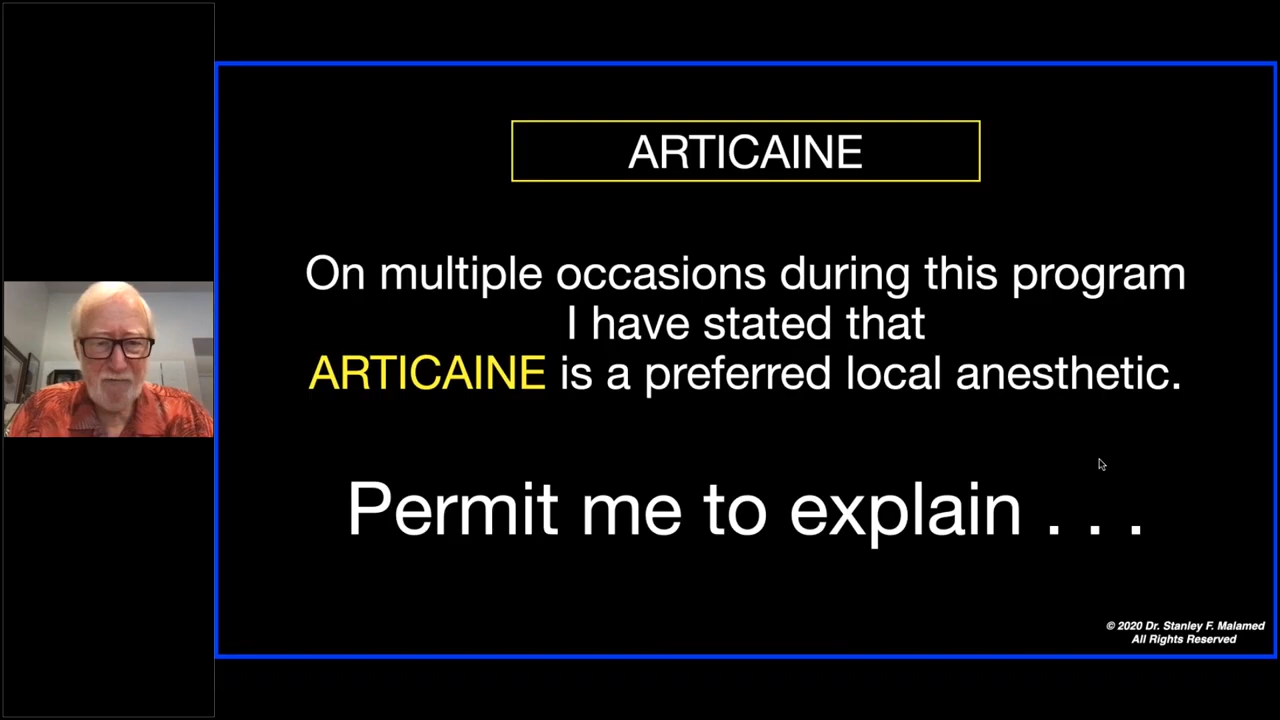 ARTICAINE
On multiple occasions during this program
I have stated that
ARTICAINE is a preferred local anesthetic.
Permit me to explain . . .
© 2020 Dr. Stanley F. Malamed
All Rights Reserved